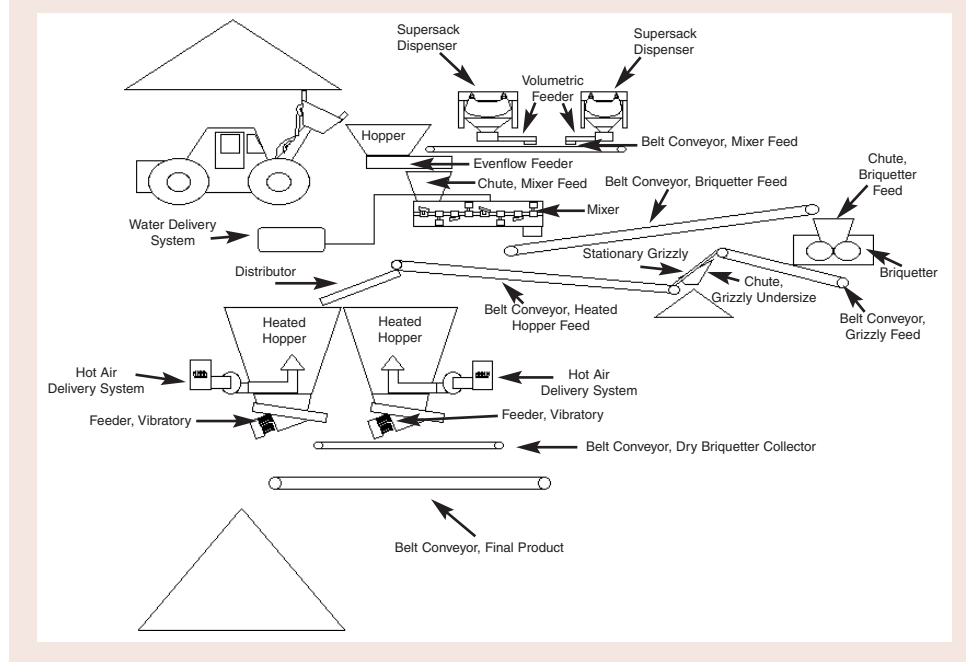 Supersack
Dispenser
Supersack
Dispenser
Volumetric
Feeder
Hopper
Belt Conveyor, Mixer Feed
Evenflow Feeder
Chute,
Briquetter
Feed
Chute, Mixer Feed
Belt Conveyor, Briquetter Feed
Mixer
Water Delivery
System
Stationary Grizzly
Briquetter
Distributor
Chute,
Grizzly Undersize
Belt Conveyor, Heated
Hopper Feed
Belt Conveyor,
Grizzly Feed
Heated
Hopper
Heated
Hopper
Hot Air
Delivery System
Hot Air
Delivery System
Feeder, Vibratory
Feeder, Vibratory
Belt Conveyor, Dry Briquetter Collector
Belt Conveyor, Final Product